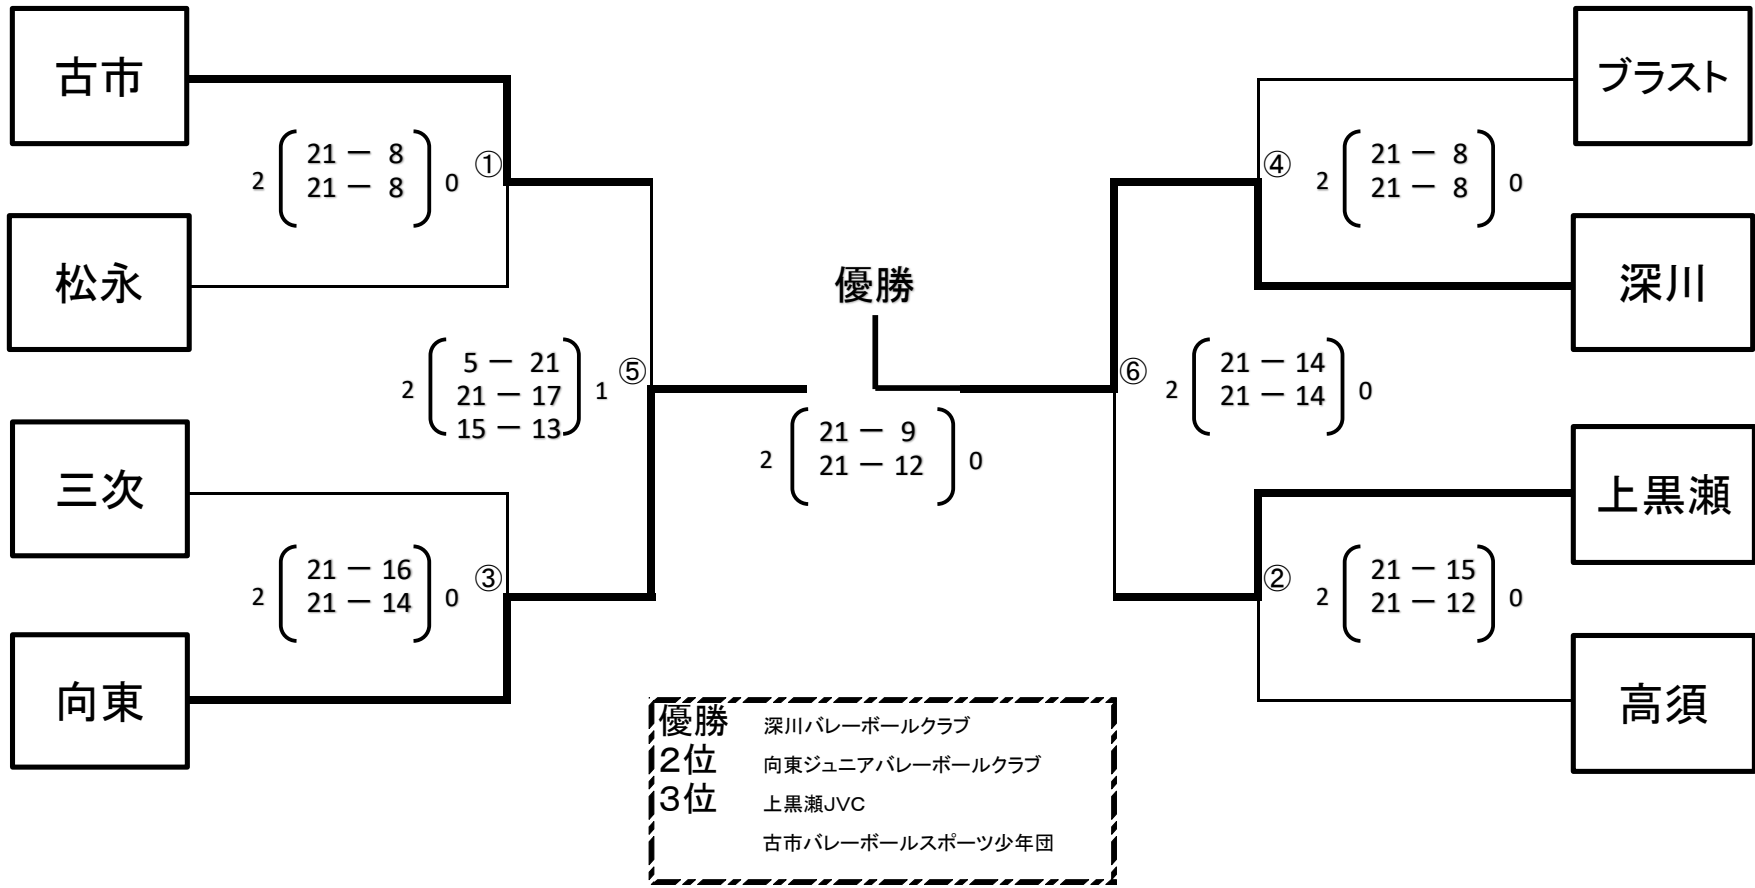 古市
ブラスト
2 21 － 8 0 ①
21 － 8
④ 2 21 － 8 0
21 － 8
松永
深川
優勝
2 5 － 21 1 ⑤
21 － 17
15 － 13
⑥ 2 21 － 14 0
21 － 14
2 21 － 9 0
21 － 12
三次
上黒瀬
2 21 － 16 0 ③
21 － 14
② 2 21 － 15 0
21 － 12
向東
高須
優勝 深川バレーボールクラブ
２位 向東ジュニアバレーボールクラブ
３位 上黒瀬JVC
古市バレーボールスポーツ少年団